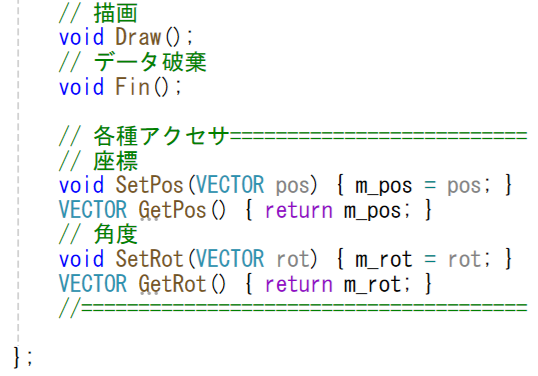 // 描画
void Draw();
// データ破棄
void Fin();
// 各種アクセサ==========================
// 座標
void SetPos(VECTOR pos) { m_pos = pos; }
VECTOR GetPos() { return m_pos; }
// 角度
void SetRot(VECTOR rot) { m_rot = rot; }
VECTOR GetRot() { return m_rot; }
//=======================================
};